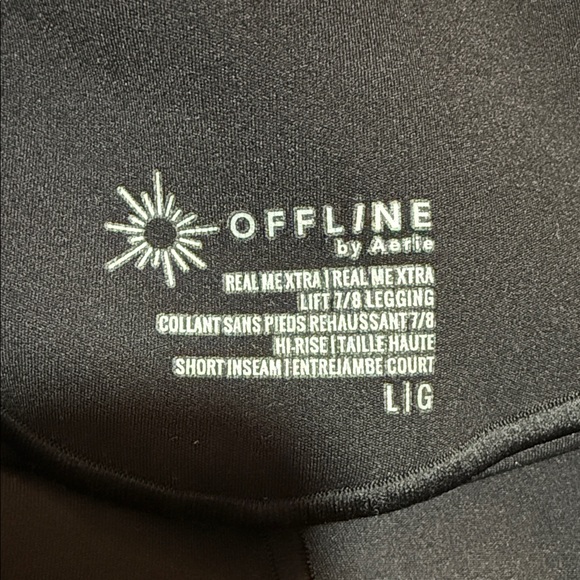 OFFLINE
by Aerie
REAL ME XTRA | REAL ME XTRA
LIFT 7/8 LEGGING
COLLANT SANS PIEDS REHAUSSANT 7/8
HI-RISE | TAILLE HAUTE
SHORT INSEAM | ENTREJAMBE COURT
L|G